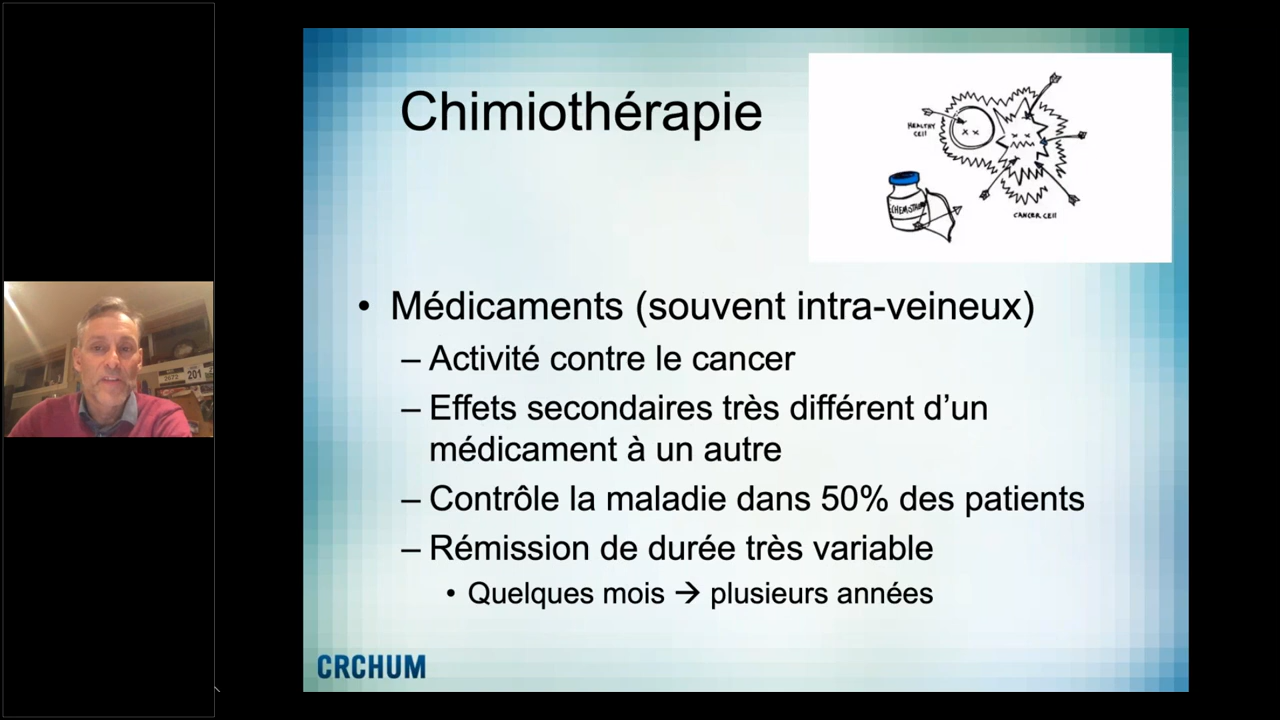 Chimiothérapie
HEALTHY
CELL
CANCER CELL
• Médicaments (souvent intra-veineux)
– Activité contre le cancer
– Effets secondaires très différent d’un
médicament à un autre
– Contrôle la maladie dans 50% des patients
– Rémission de durée très variable
• Quelques mois → plusieurs années
CRCHUM
201